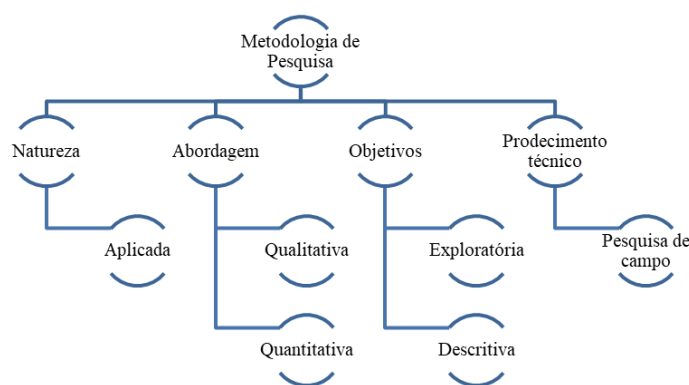 Metodologia de
Pesquisa
Natureza
Abordagem
Objetivos
Prodecimento
técnico
Aplicada
Qualitativa
Exploratória
Pesquisa de
campo
Quantitativa
Descritiva